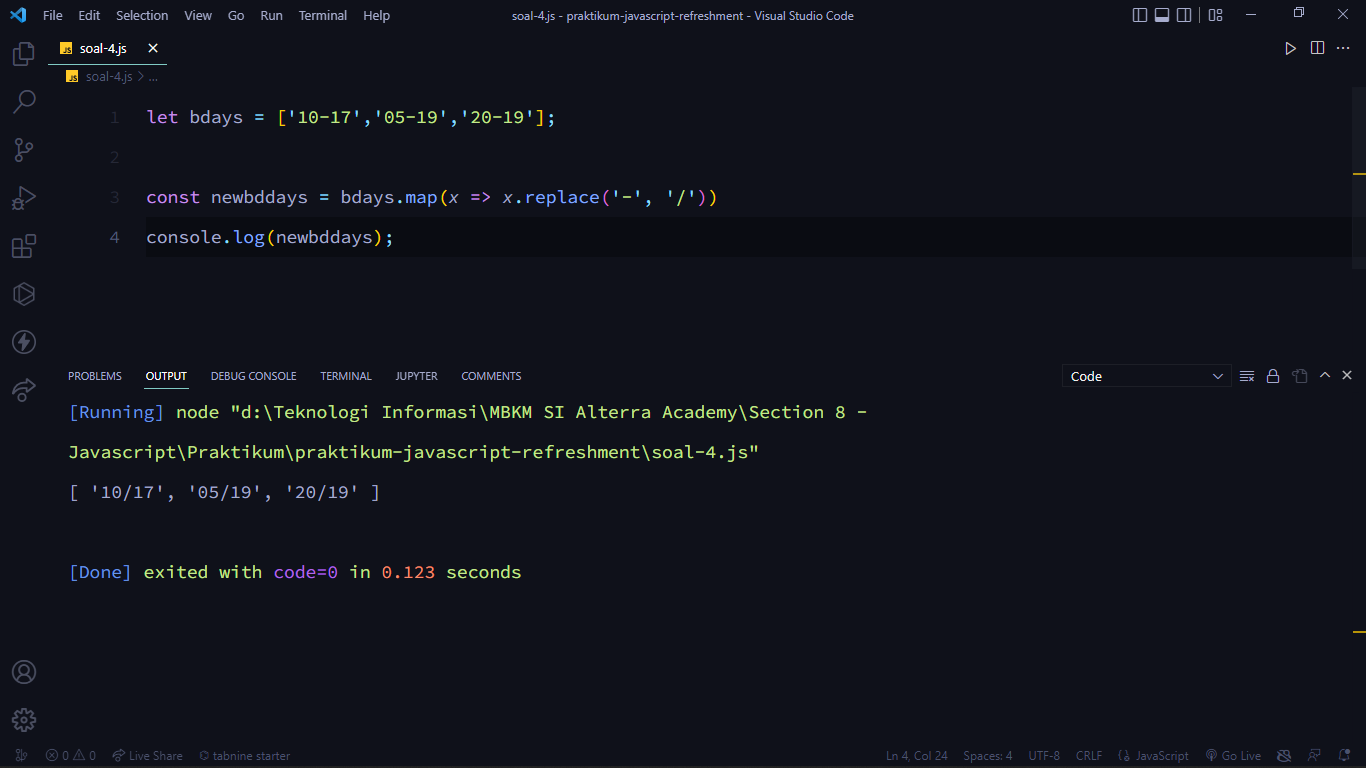 File Edit Selection View Go Run Terminal Help soal-4.js - praktikum-javascript-refreshment - Visual Studio Code
JS soal-4.js
JS soal-4.js > ...
1 let bdays = ['10-17','05-19','20-19'];
2
3 const newbddays = bdays.map(x => x.replace('-', '/'))
4 console.log(newbddays);
PROBLEMS OUTPUT DEBUG CONSOLE TERMINAL JUPYTER COMMENTS Code
[Running] node "d:\Teknologi Informasi\MBKM SI Alterra Academy\Section 8 -
Javascript\Praktikum\praktikum-javascript-refreshment\soal-4.js"
[ '10/17', '05/19', '20/19' ]
[Done] exited with code=0 in 0.123 seconds
0 0 Live Share tabnine starter Ln 4, Col 24 Spaces: 4 UTF-8 CRLF {} JavaScript Go Live